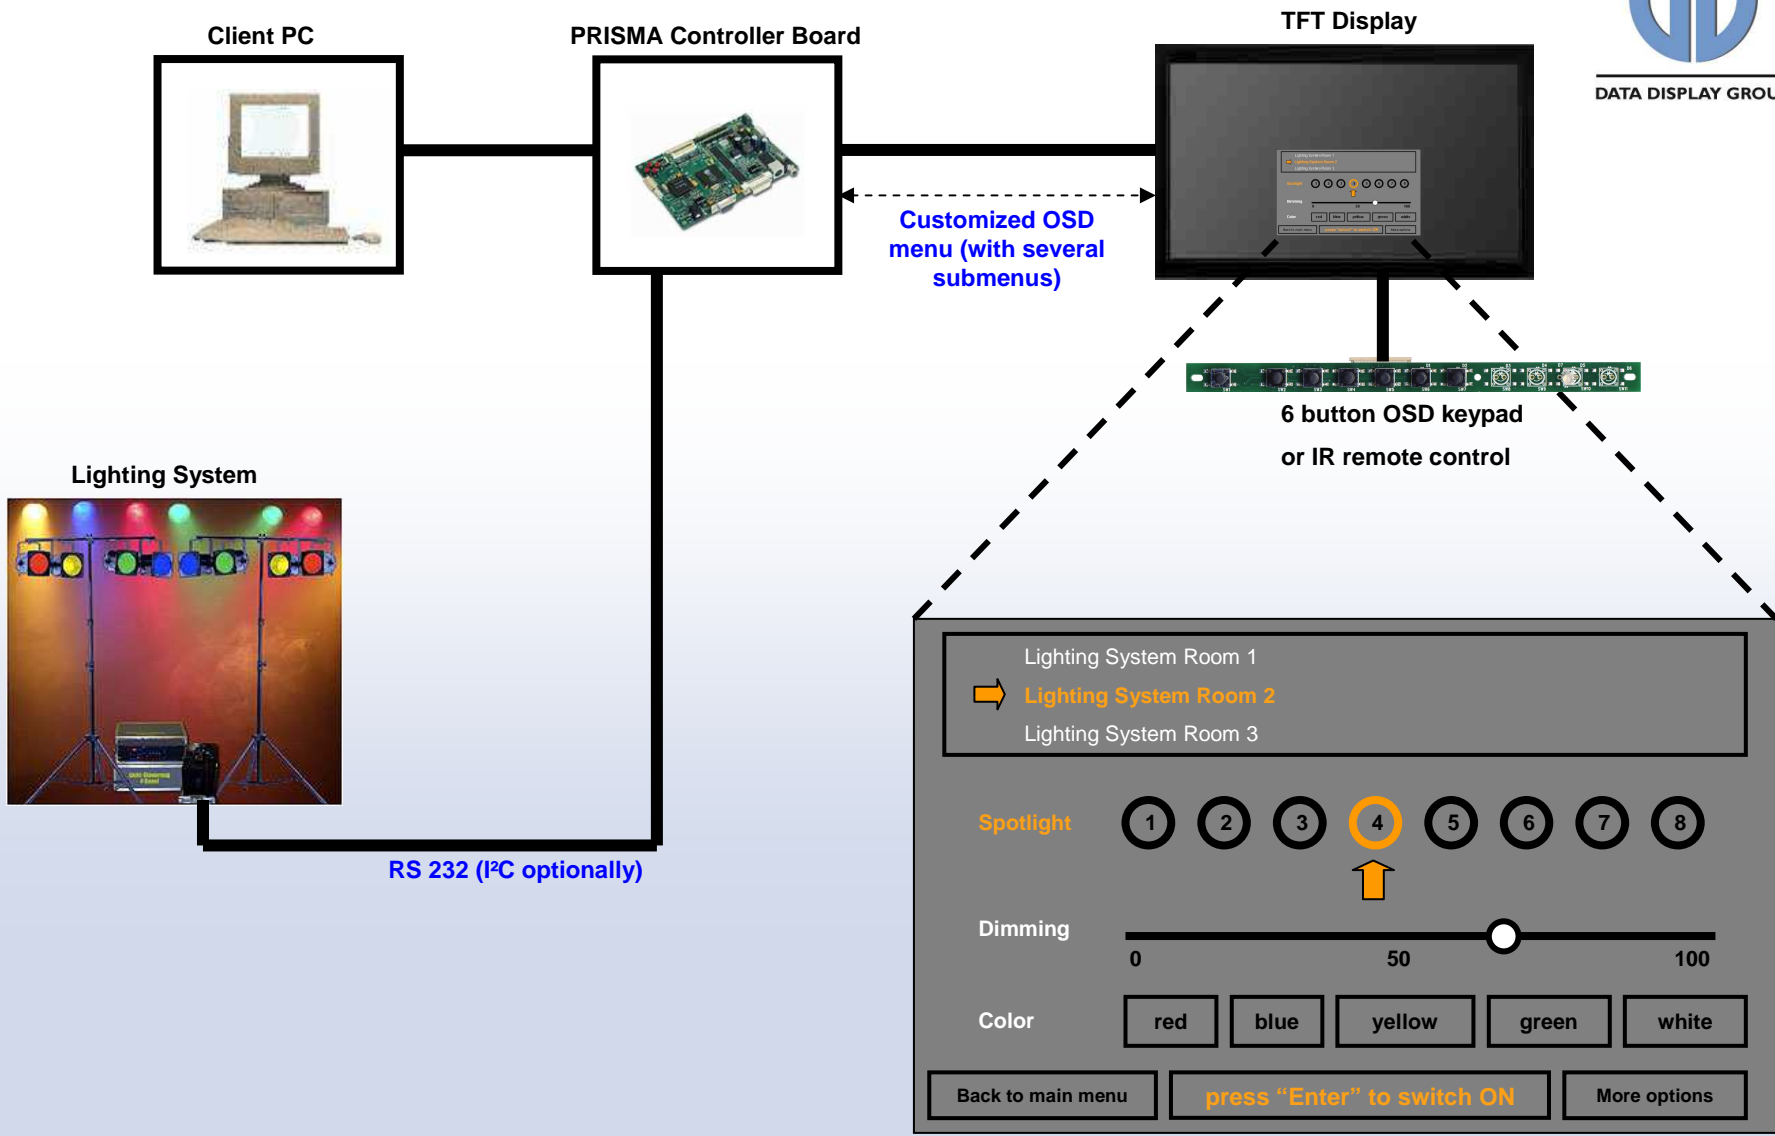 Client PC
PRISMA Controller Board
TFT Display
DATA DISPLAY GROU
Customized OSD
menu (with several
submenus)
6 button OSD keypad
or IR remote control
Lighting System
RS 232 (I²C optionally)
Lighting System Room 1
Lighting System Room 2
Lighting System Room 3
Spotlight 1 2 3 4 5 6 7 8
Dimming
0 50 100
Color red blue yellow green white
Back to main menu press “Enter” to switch ON More options